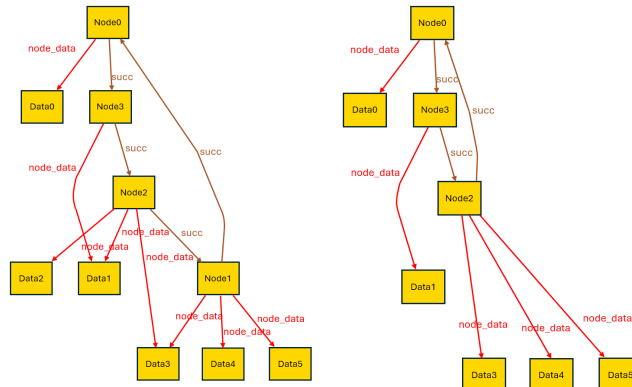 Node0
node_data
succ
Data0
Node3
node_data
succ
succ
Node2
node_data
node_data
node_data
succ
Data2
Data1
Node1
node_data
node_data
node_data
Data3
Data4
Data5
Node0
node_data
succ
Data0
Node3
succ
succ
node_data
Node2
Data1
node_data
node_data
node_data
Data3
Data4
Data5